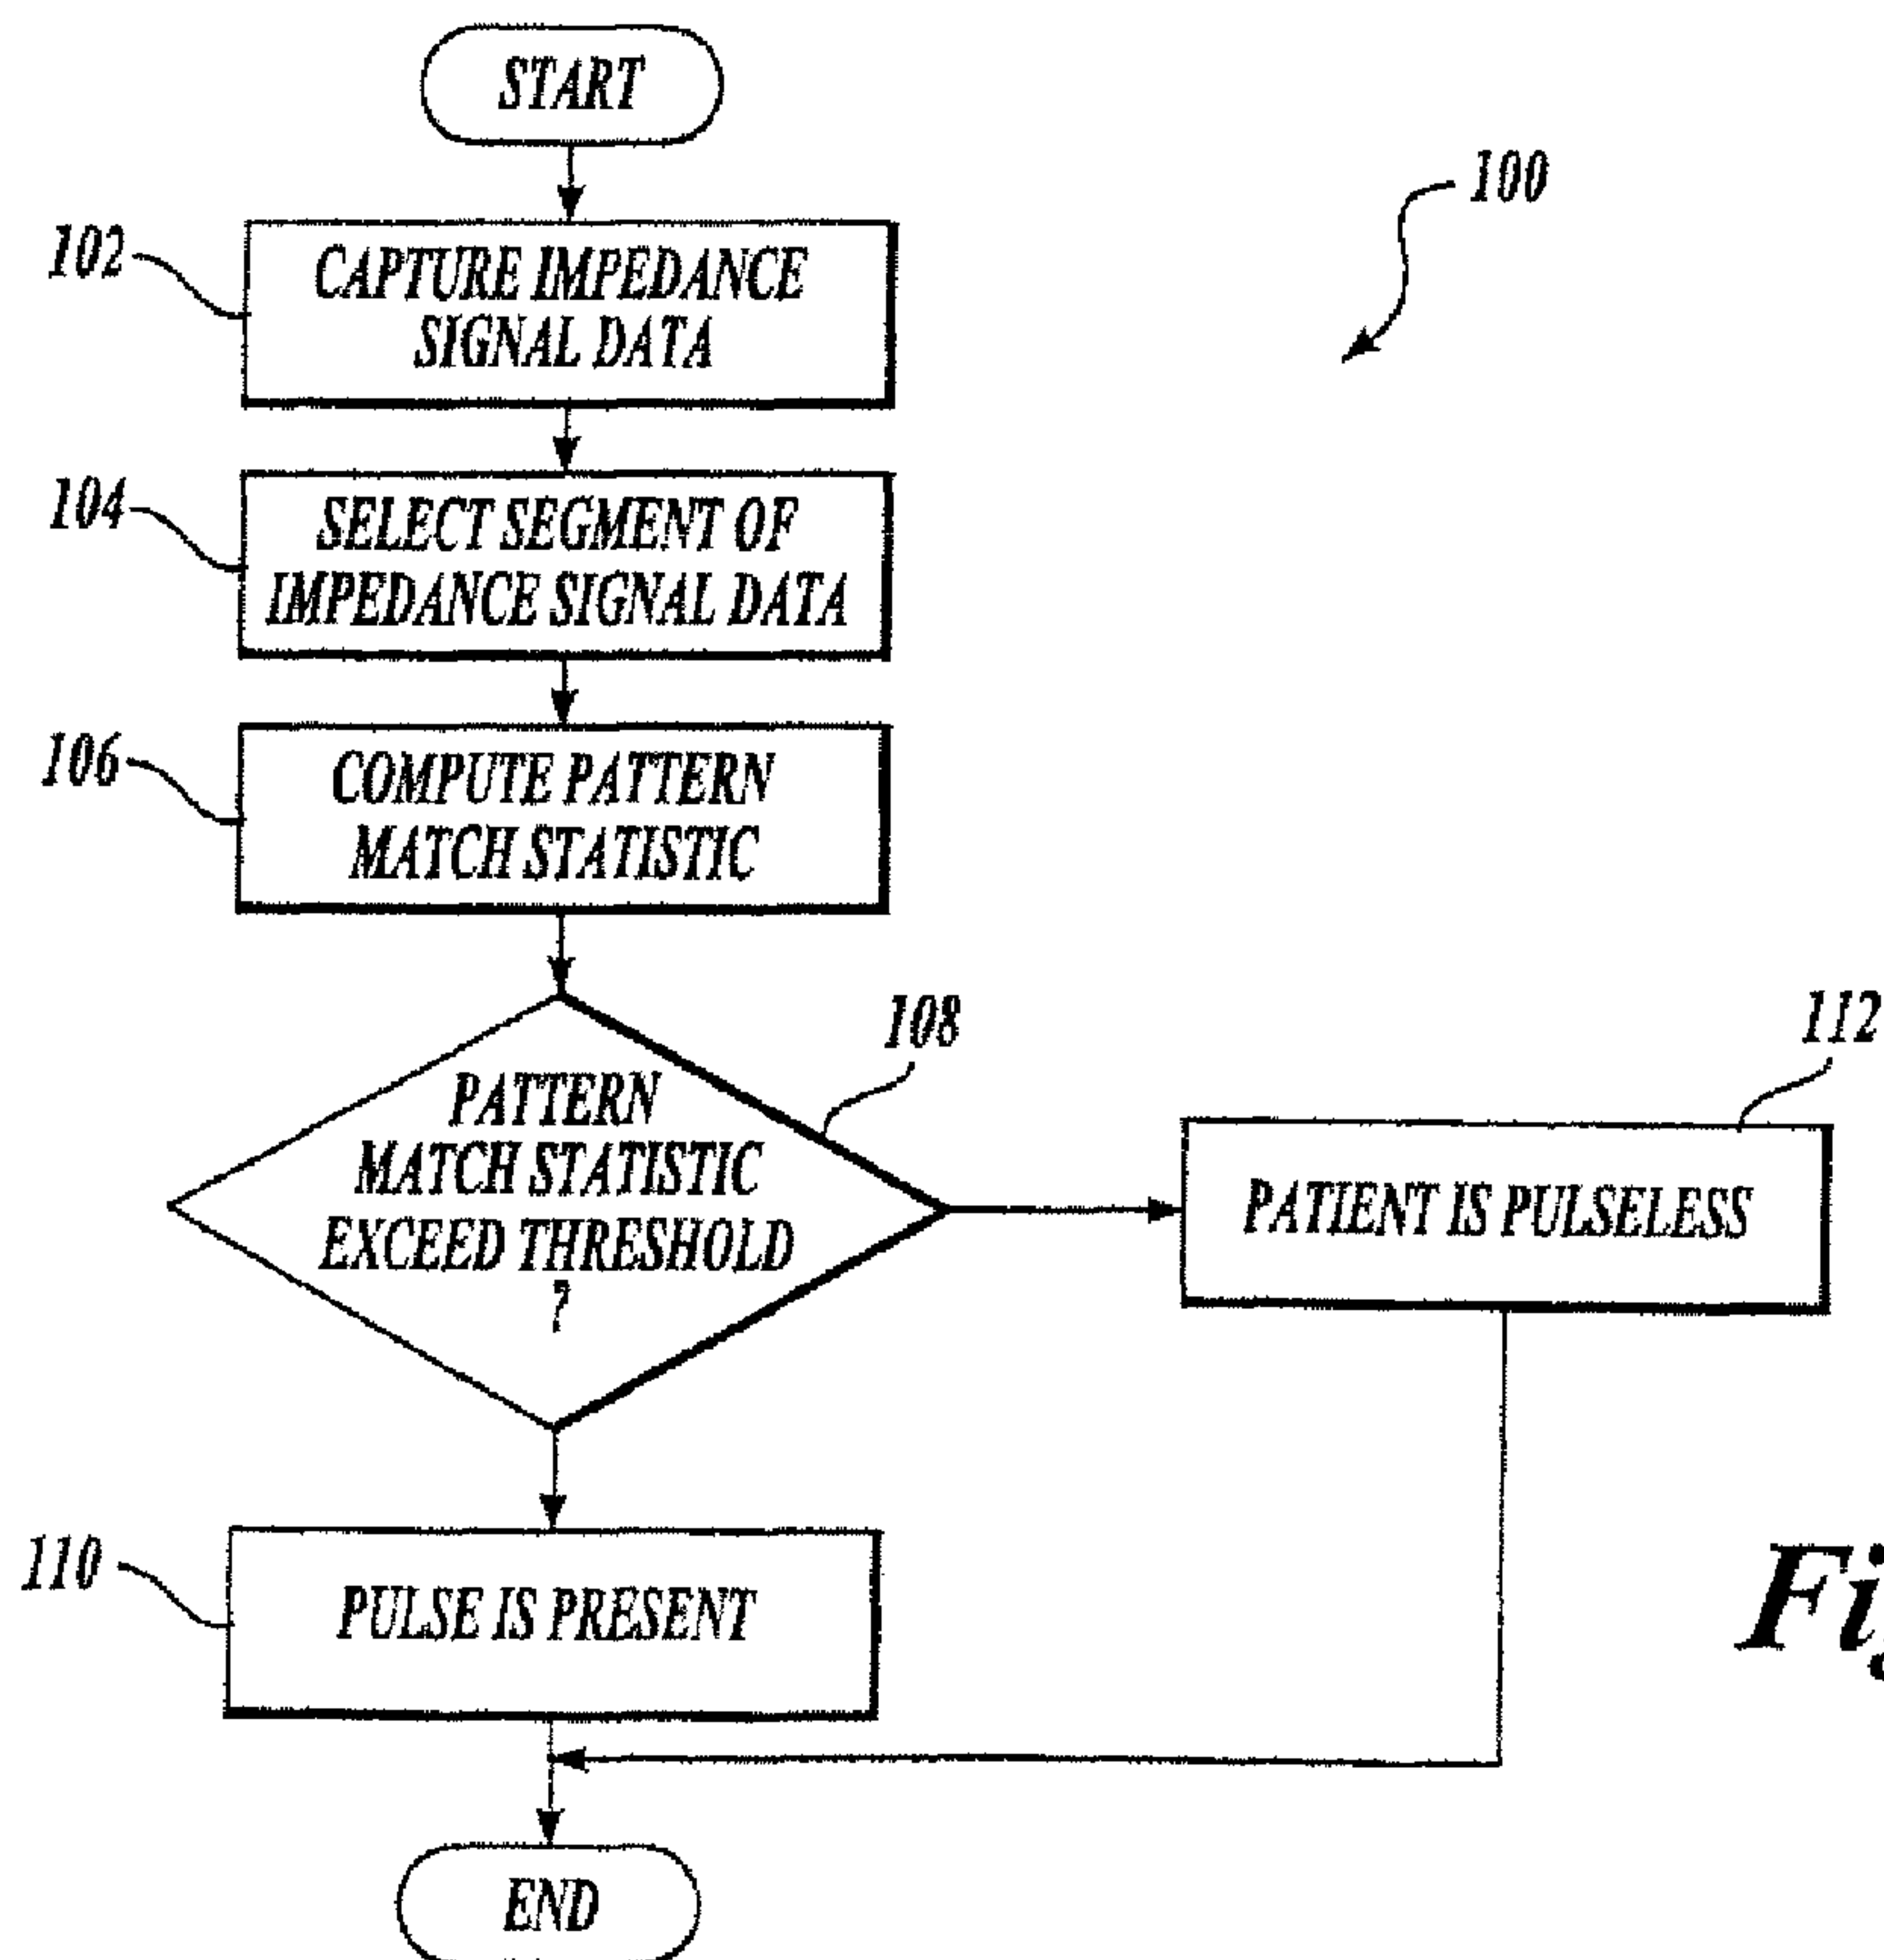 START
100
102
CAPTURE IMPEDANCE
SIGNAL DATA
104
SELECT SEGMENT OF
IMPEDANCE SIGNAL DATA
106
COMPUTE PATTERN
MATCH STATISTIC
108
PATTERN
MATCH STATISTIC
EXCEED THRESHOLD
?
112
PATIENT IS PULSELESS
110
PULSE IS PRESENT
END